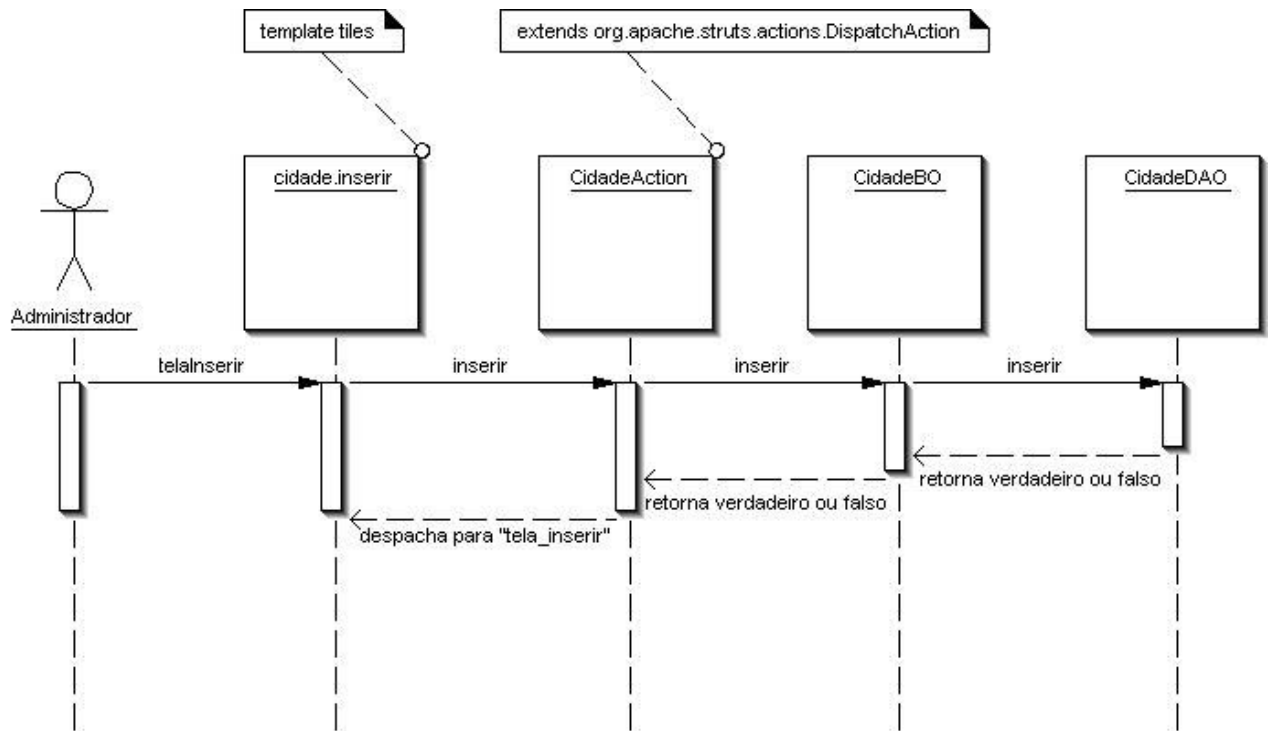 template tiles
extends org.apache.struts.actions.DispatchAction
cidade.inserir
CidadeAction
CidadeBO
CidadeDAO
Administrador
telaInserir
inserir
inserir
inserir
retorna verdadeiro ou falso
retorna verdadeiro ou falso
despacha para "tela_inserir"